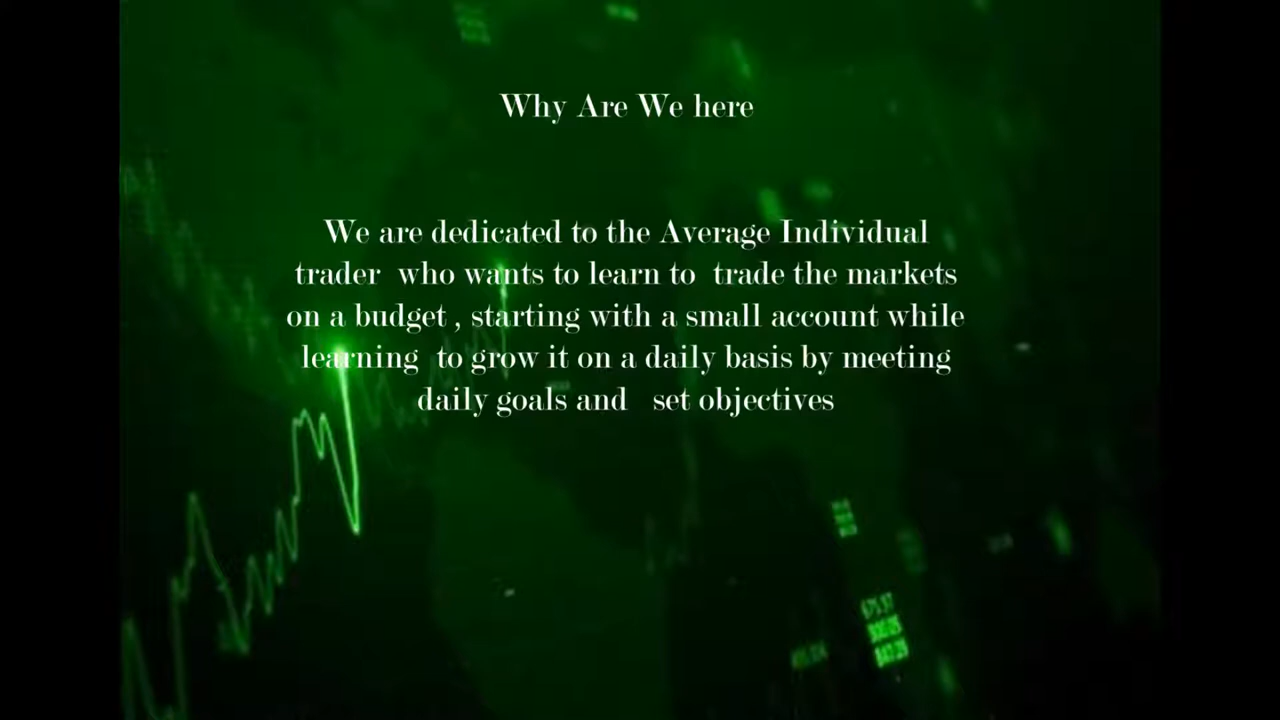 Why Are We here
We are dedicated to the Average Individual
trader who wants to learn to trade the markets
on a budget , starting with a small account while
learning to grow it on a daily basis by meeting
daily goals and set objectives